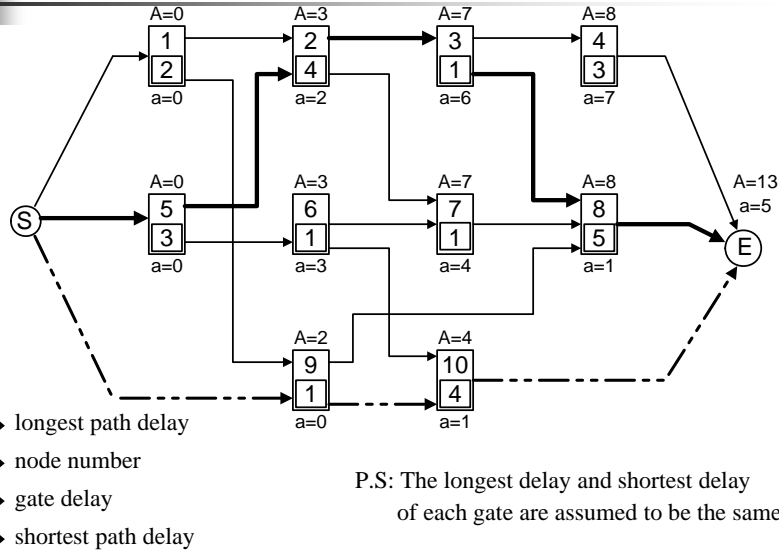 A=0 A=3 A=7 A=8
1 2 3 4
2 4 1 3
a=0 a=2 a=6 a=7
A=0 A=3 A=7 A=8 A=13
5 6 7 8 a=5
S E
3 1 1 5
a=0 a=3 a=4 a=1
A=2 A=4
9 10
1 4
a=0 a=1
longest path delay
node number
gate delay
shortest path delay
P.S: The longest delay and shortest delay
of each gate are assumed to be the same